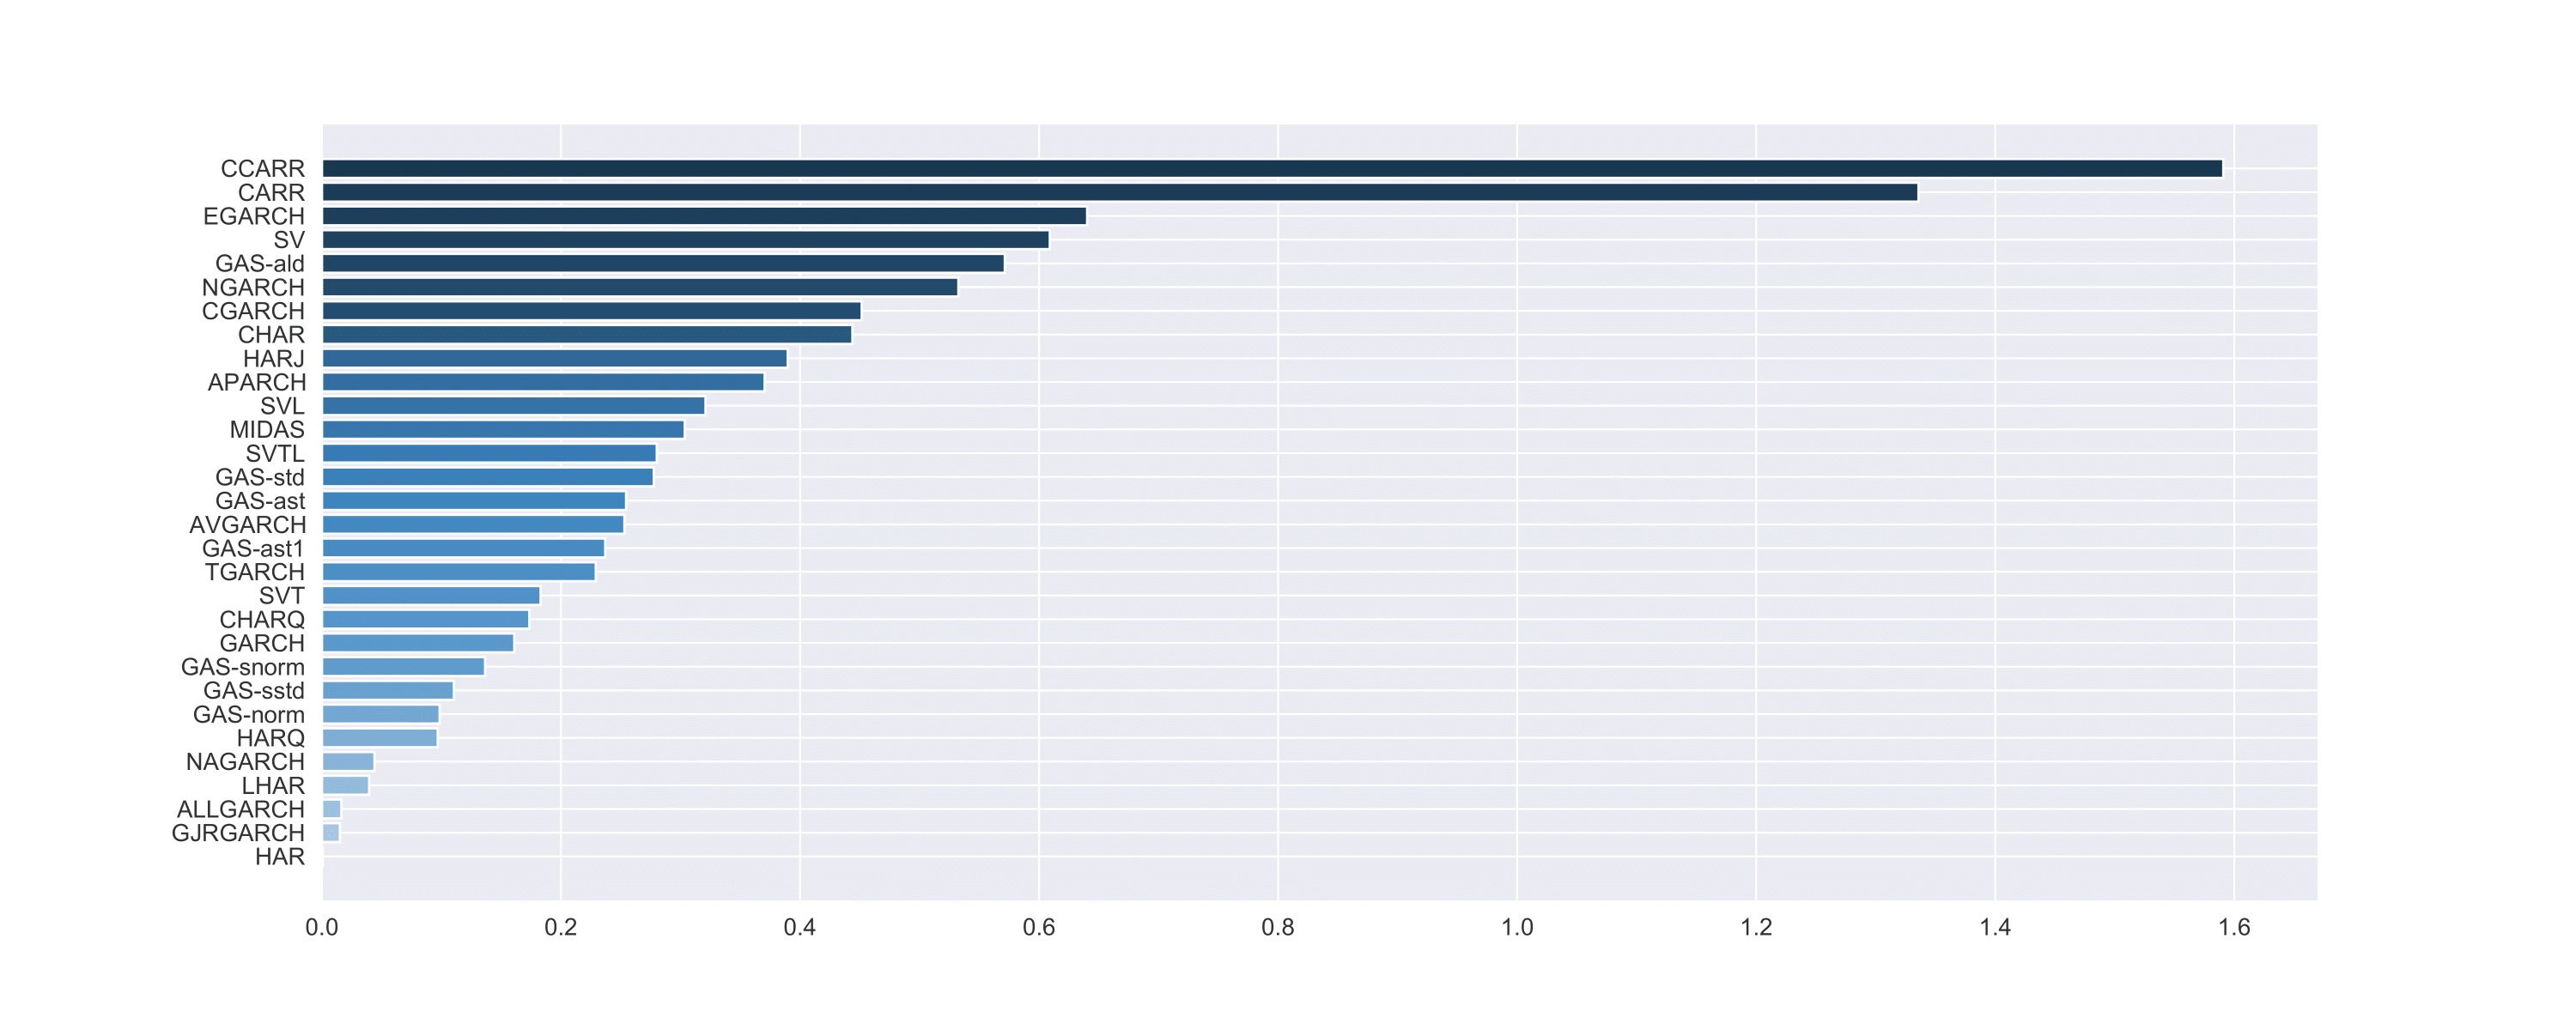 CCARR
CARR
EGARCH
SV
GAS-ald
NGARCH
CGARCH
CHAR
HARJ
APARCH
SVL
MIDAS
SVTL
GAS-std
GAS-ast
AVGARCH
GAS-ast1
TGARCH
SVT
CHARQ
GARCH
GAS-snorm
GAS-sstd
GAS-norm
HARQ
NAGARCH
LHAR
ALLGARCH
GJRGARCH
HAR
0.0 0.2 0.4 0.6 0.8 1.0 1.2 1.4 1.6